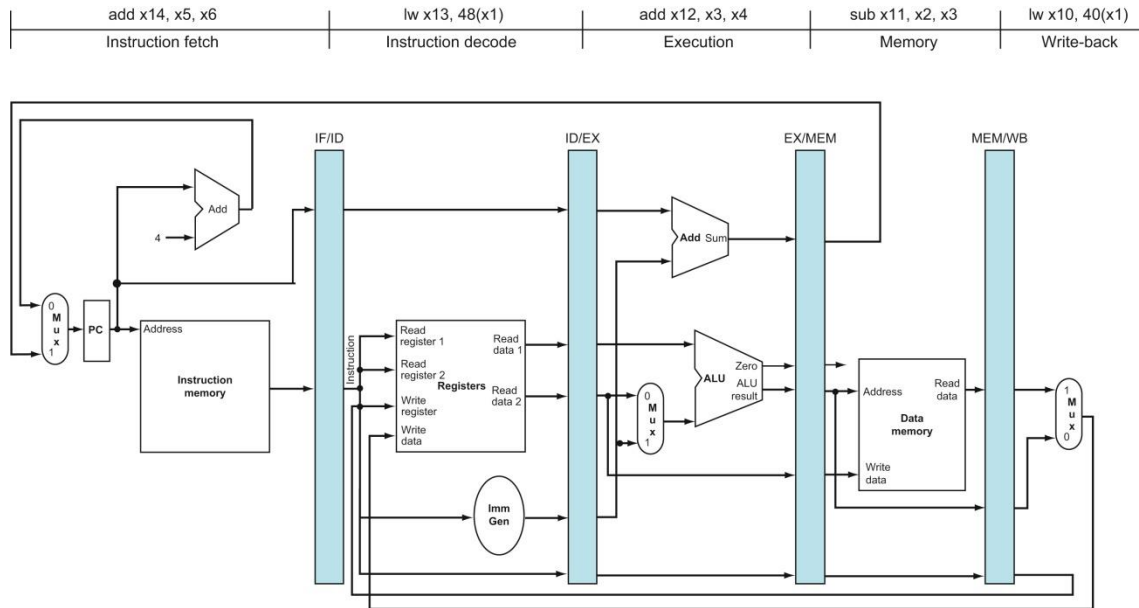 add x14, x5, x6 lw x13, 48(x1) add x12, x3, x4 sub x11, x2, x3 lw x10, 40(x1)
Instruction fetch Instruction decode Execution Memory Write-back
IF/ID ID/EX EX/MEM MEM/WB
Add
4
Add Sum
0
M
u
x
1
PC
Address
Instruction
memory
Instruction
Read
register 1
Read
register 2
Write
register
Write
data
Registers
Read
data 1
Read
data 2
Imm
Gen
0
M
u
x
1
ALU
Zero
ALU
result
Address
Read
data
Data
memory
Write
data
1
M
u
x
0